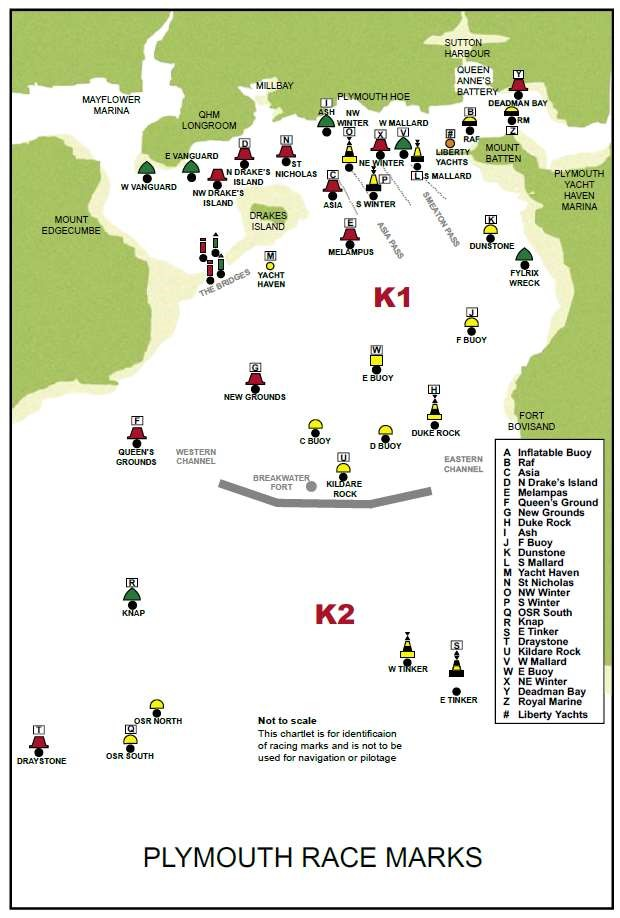 SUTTON
HARBOUR
QUEEN
ANNE'S
BATTERY
Y
DEADMAN BAY
MILLBAY
PLYMOUTH HOE
MAYFLOWER
MARINA
QHM
LONGROOM
I
ASH
NW
WINTER
O
X
NE WINTER
W MALLARD
V
#
LIBERTY
YACHTS
B
RAF
RM
Z
MOUNT
BATTEN
L
S MALLARD
E VANGUARD
W VANGUARD
D
N DRAKE'S
ISLAND
NW DRAKE'S
ISLAND
N
ST
NICHOLAS
C
ASIA
P
S WINTER
PLYMOUTH
YACHT
HAVEN
MARINA
MOUNT
EDGECUMBE
DRAKES
ISLAND
E
MELAMPUS
ASIA PASS
SMEATON PASS
K
DUNSTONE
FYLRIX
WRECK
THE BRIDGES
M
YACHT
HAVEN
K1
J
F BUOY
W
E BUOY
G
NEW GROUNDS
H
DUKE ROCK
F
QUEEN'S
GROUNDS
WESTERN
CHANNEL
C BUOY
D BUOY
EASTERN
CHANNEL
FORT
BOVISAND
U
KILDARE
ROCK
BREAKWATER
FORT
A Inflatable Buoy
B Raf
C Asia
D N Drake's Island
E Melampas
F Queen's Ground
G New Grounds
H Duke Rock
I Ash
J F Buoy
K Dunstone
L S Mallard
M Yacht Haven
N St Nicholas
O NW Winter
P S Winter
Q OSR South
R Knap
S E Tinker
T Draystone
U Kildare Rock
V W Mallard
W E Buoy
X NE Winter
Y Deadman Bay
Z Royal Marine
# Liberty Yachts
R
KNAP
K2
W TINKER
S
E TINKER
OSR NORTH
Q
OSR SOUTH
T
DRAYSTONE
Not to scale
This chartlet is for identificaion
of racing marks and is not to be
used for navigation or pilotage
PLYMOUTH RACE MARKS